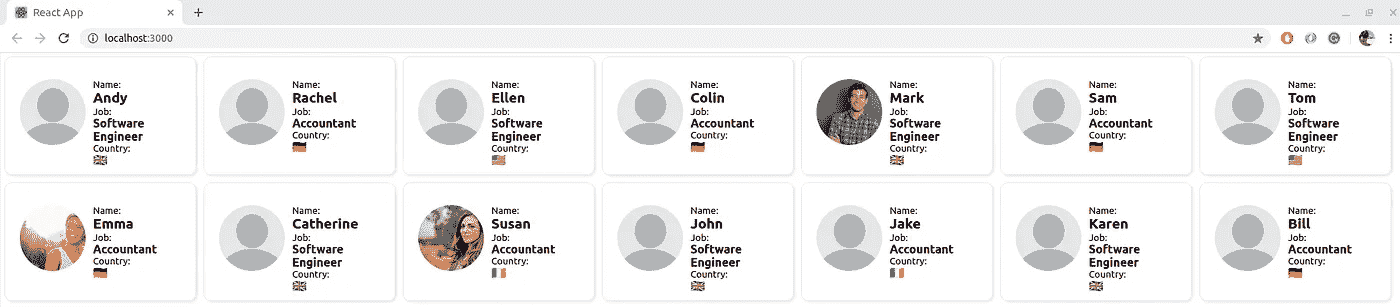 React App
localhost:3000
Name:
Andy
Job:
Software
Engineer
Country:
Name:
Rachel
Job:
Accountant
Country:
Name:
Ellen
Job:
Software
Engineer
Country:
Name:
Colin
Job:
Accountant
Country:
Name:
Mark
Job:
Software
Engineer
Country:
Name:
Sam
Job:
Accountant
Country:
Name:
Tom
Job:
Software
Engineer
Country:
Name:
Emma
Job:
Accountant
Country:
Name:
Catherine
Job:
Software
Engineer
Country:
Name:
Susan
Job:
Accountant
Country:
Name:
John
Job:
Software
Engineer
Country:
Name:
Jake
Job:
Accountant
Country:
Name:
Karen
Job:
Software
Engineer
Country:
Name:
Bill
Job:
Accountant
Country: